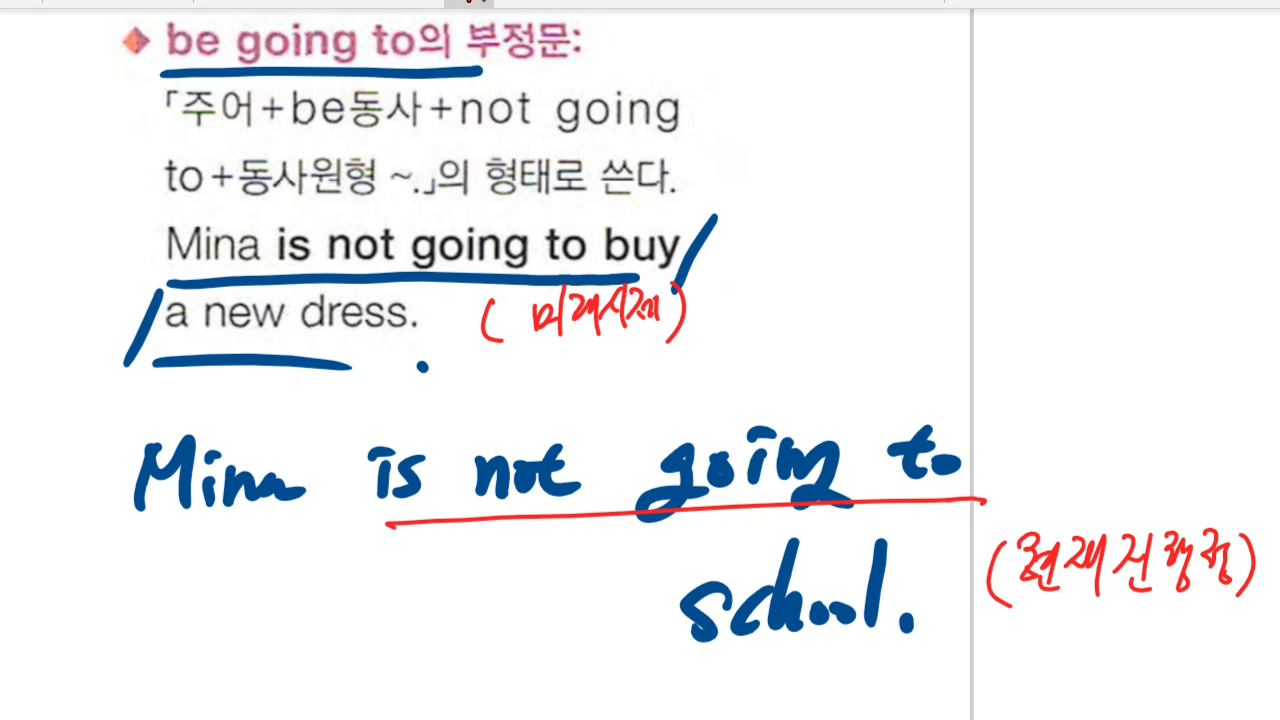 ◆ be going to의 부정문:
「주어+be동사+not going
to+동사원형 ~.」의 형태로 쓴다.
Mina is not going to buy
a new dress. (미래시제)
Mina is not going to
school.
(현재진행형)